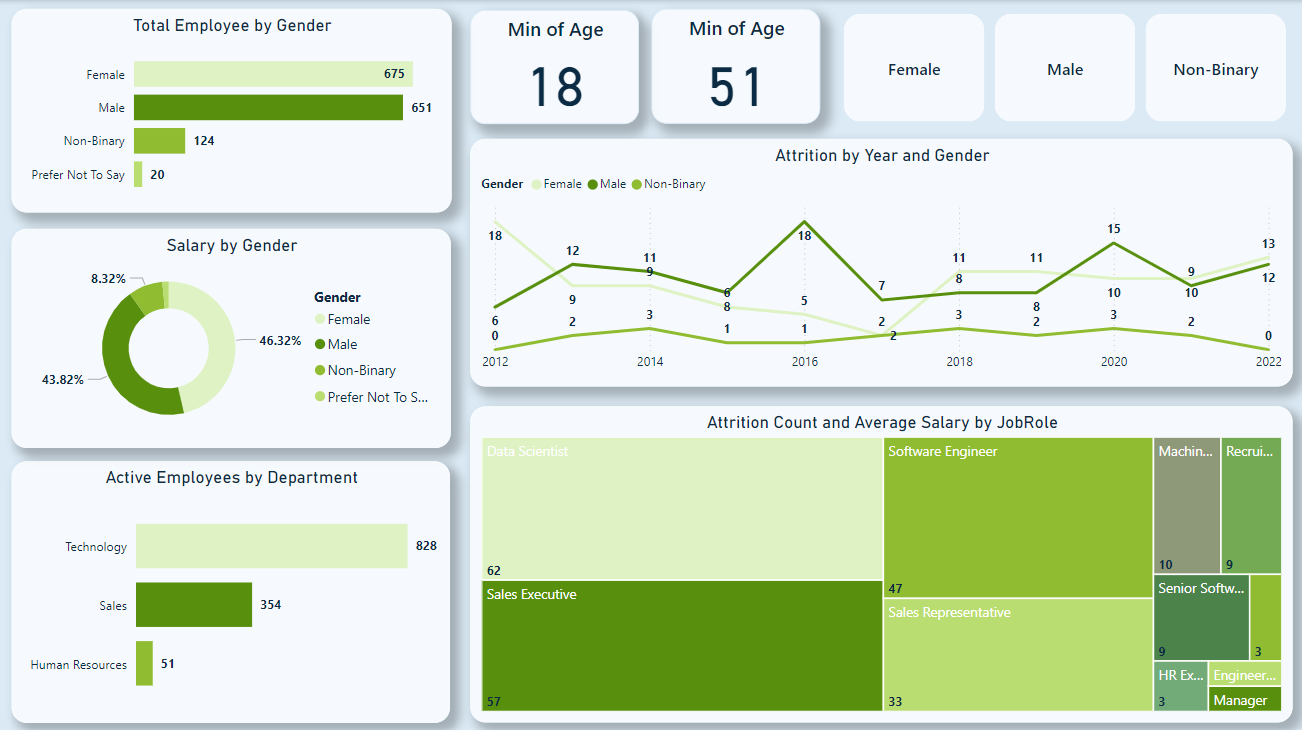 Total Employee by Gender
Female 675
Male 651
Non-Binary 124
Prefer Not To Say 20
Min of Age
18
Min of Age
51
Female
Male
Non-Binary
Attrition by Year and Gender
Gender Female Male Non-Binary
18 12 11 18 7 11 11 15 9 13
9 9 6 8 5 8 8 10 10 12
6 0 2 3 1 1 2 2 3 2 3 2 0
2012 2014 2016 2018 2020 2022
Salary by Gender
8.32%
46.32%
43.82%
Gender
Female
Male
Non-Binary
Prefer Not To S...
Active Employees by Department
Technology 828
Sales 354
Human Resources 51
Attrition Count and Average Salary by JobRole
Data Scientist
62
Sales Executive
57
Software Engineer
47
Sales Representative
33
Machin...
10
Recrui...
9
Senior Softw...
9
3
HR Ex...
3
Engineer...
Manager